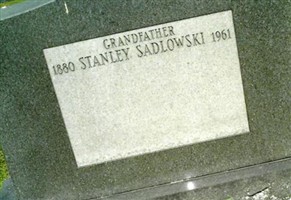 GRANDFATHER
1880 STANLEY SADLOWSKI 1961